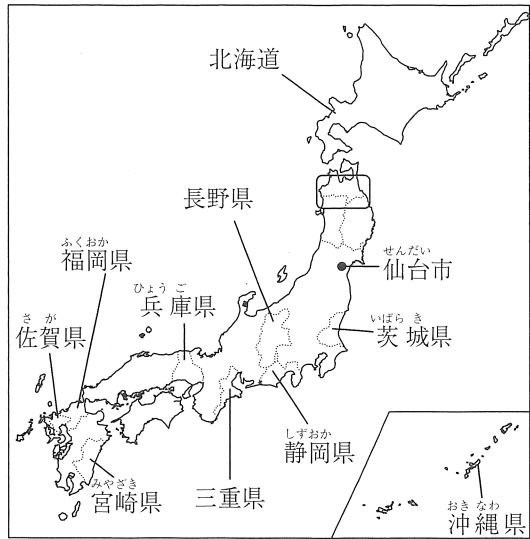 北海道
長野県
ふくおか
福岡県
せんだい
仙台市
ひょうご
兵庫県
さが
佐賀県
いばらき
茨城県
しずおか
静岡県
みやざき
宮崎県
三重県
おきなわ
沖縄県